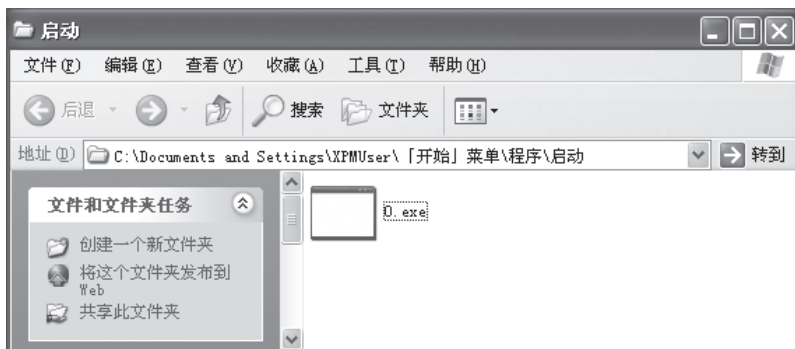 启动
文件(F) 编辑(E) 查看(V) 收藏(A) 工具(T) 帮助(H)
后退 搜索 文件夹
地址(D) C:\Documents and Settings\XPMUser\「开始」菜单\程序\启动 转到
文件和文件夹任务
0.exe
创建一个新文件夹
将这个文件夹发布到
Web
共享此文件夹